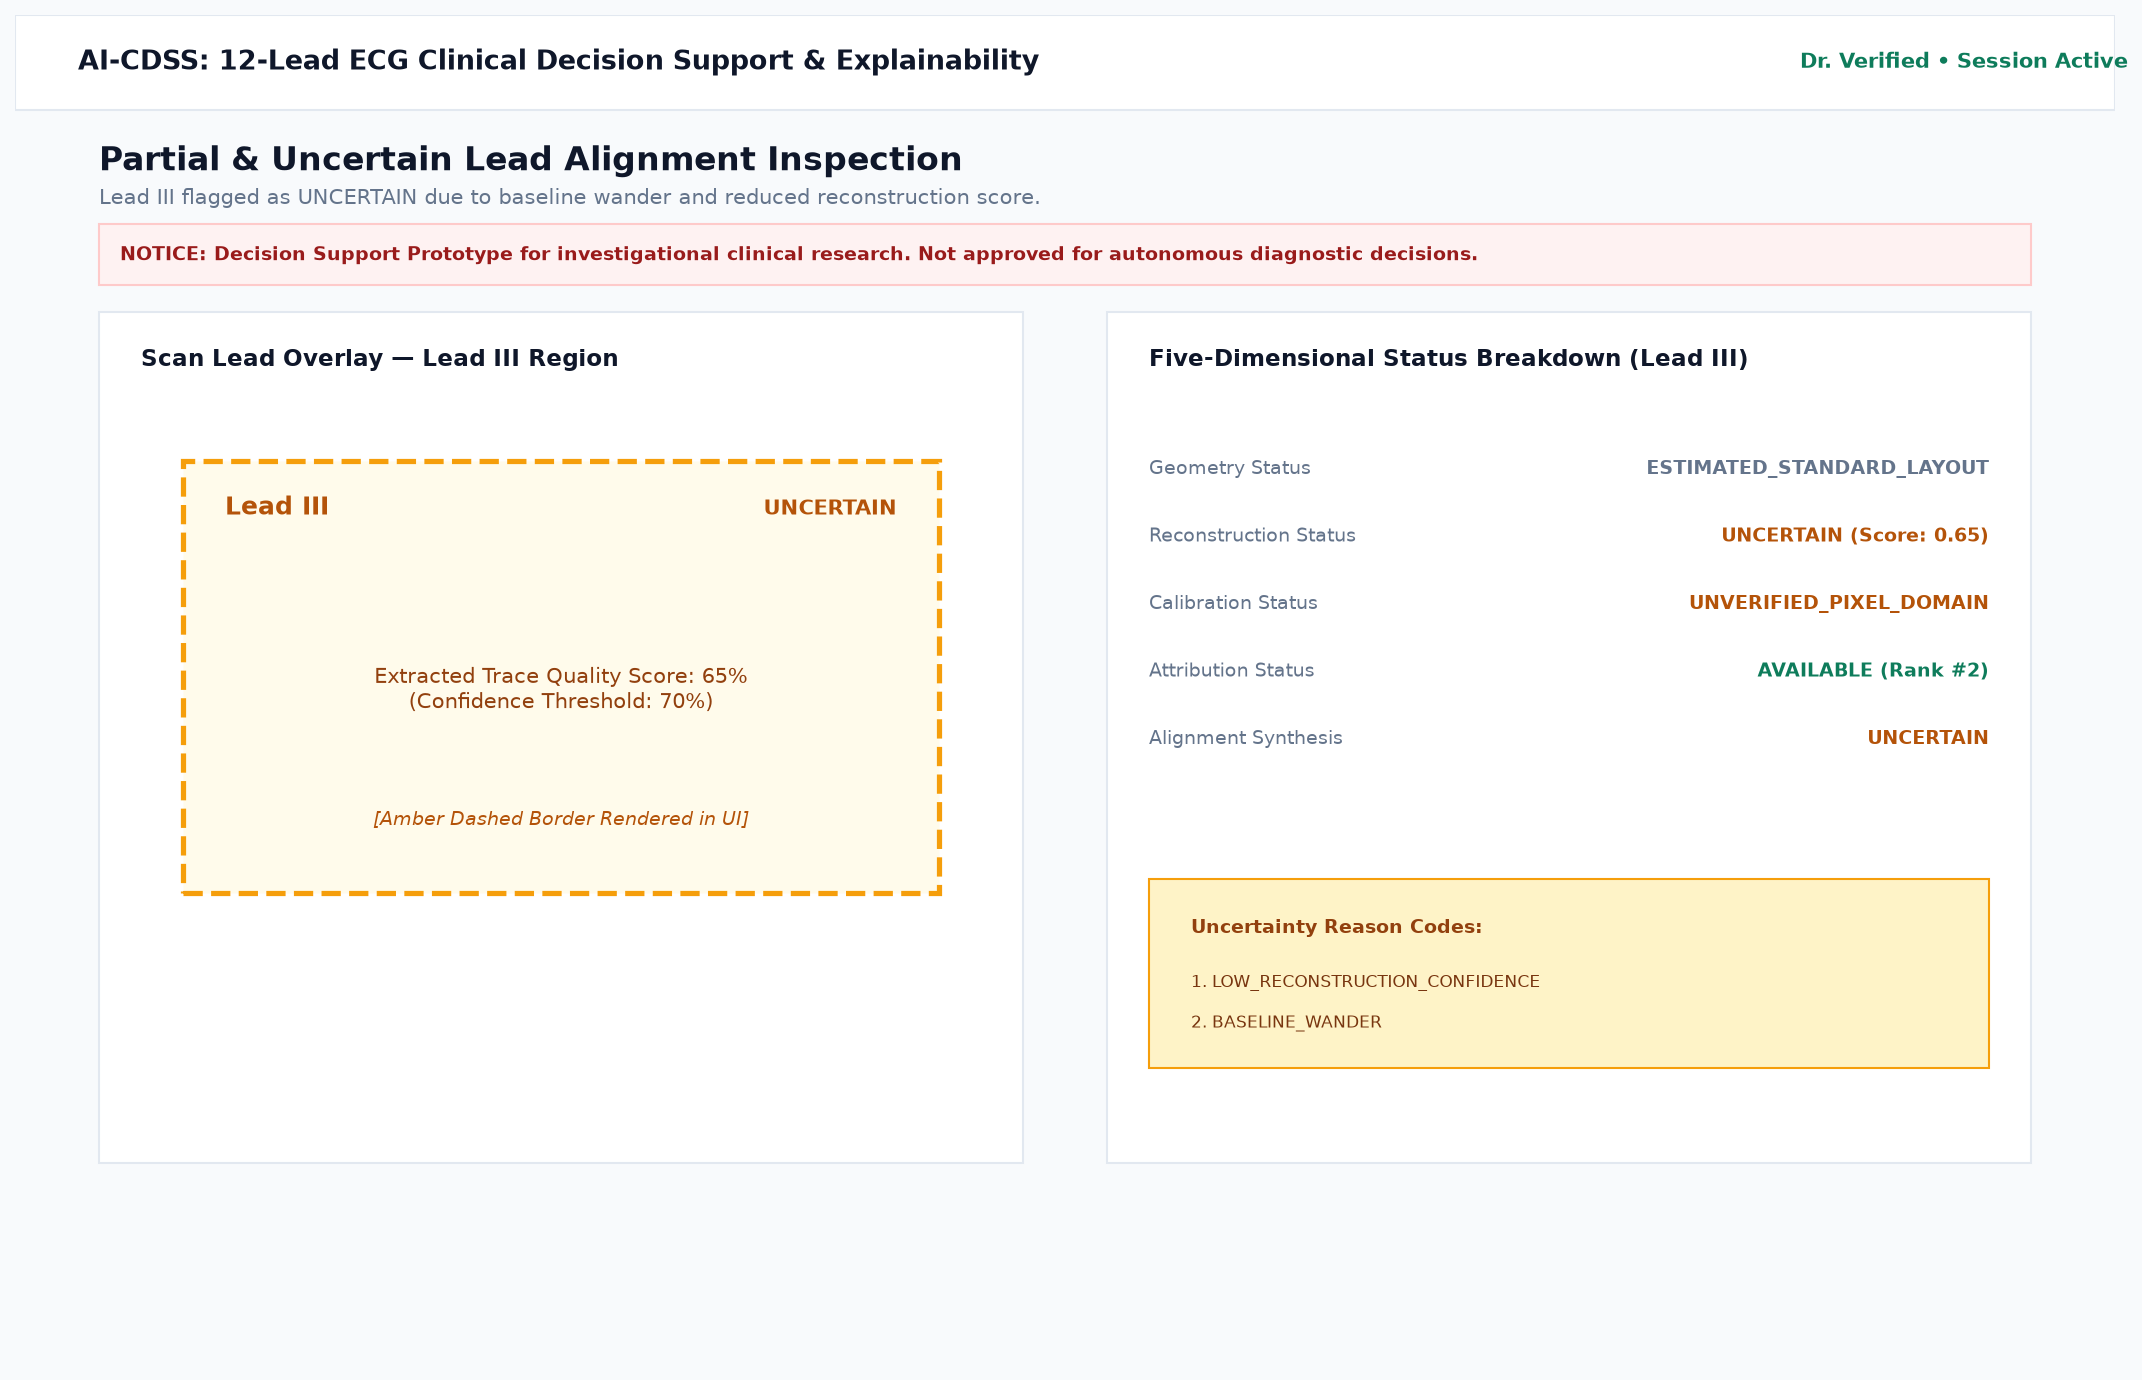 AI-CDSS: 12-Lead ECG Clinical Decision Support & Explainability
Dr. Verified • Session Active
Partial & Uncertain Lead Alignment Inspection
Lead III flagged as UNCERTAIN due to baseline wander and reduced reconstruction score.
NOTICE: Decision Support Prototype for investigational clinical research. Not approved for autonomous diagnostic decisions.
Scan Lead Overlay — Lead III Region
Lead III
UNCERTAIN
Extracted Trace Quality Score: 65%
(Confidence Threshold: 70%)
[Amber Dashed Border Rendered in UI]
Five-Dimensional Status Breakdown (Lead III)
Geometry Status
ESTIMATED_STANDARD_LAYOUT
Reconstruction Status
UNCERTAIN (Score: 0.65)
Calibration Status
UNVERIFIED_PIXEL_DOMAIN
Attribution Status
AVAILABLE (Rank #2)
Alignment Synthesis
UNCERTAIN
Uncertainty Reason Codes:
1. LOW_RECONSTRUCTION_CONFIDENCE
2. BASELINE_WANDER